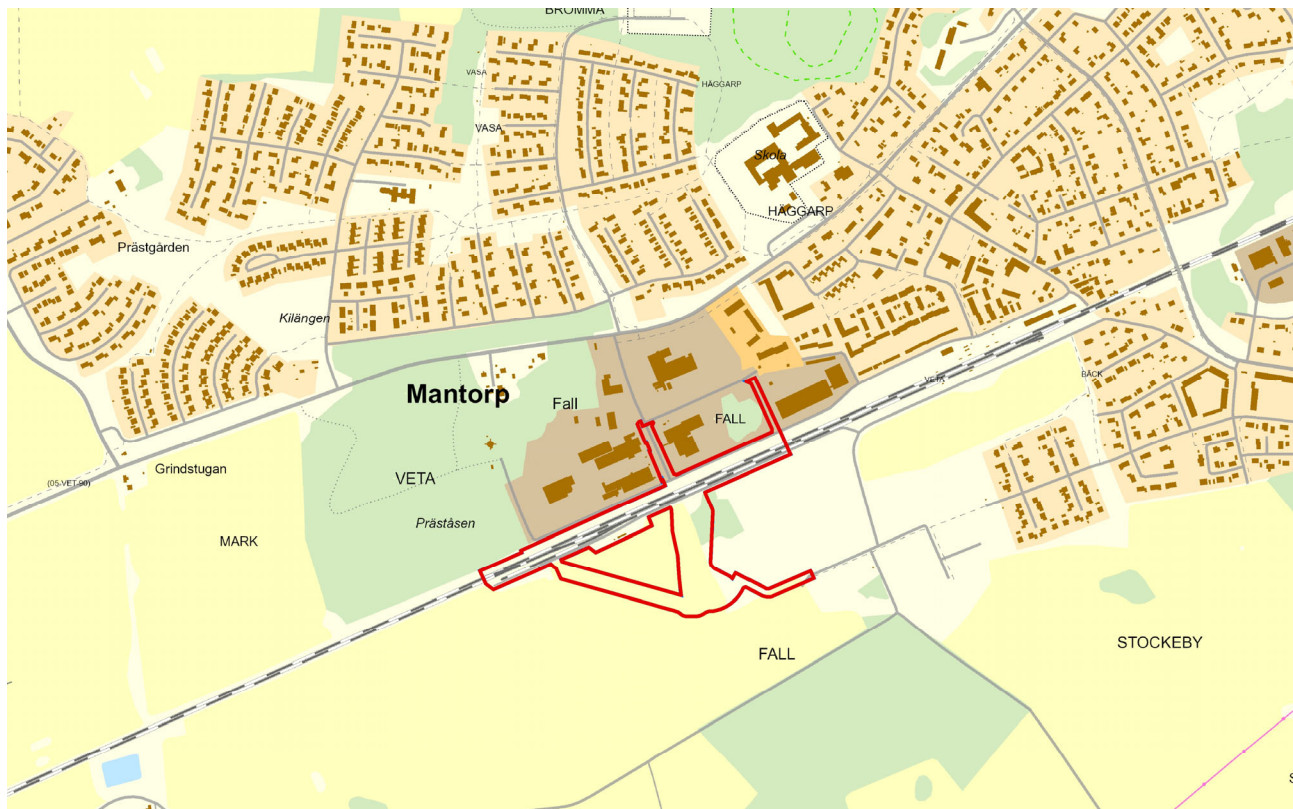 BROMMA
VASA
HÄGGARP
VASA
Skola
HÄGGARP
Prästgården
Kilängen
Mantorp
Fall
FALL
VETA
BÄCK
Grindstugan
(05-VET-90)
VETA
Präståsen
MARK
FALL
STOCKEBY
S